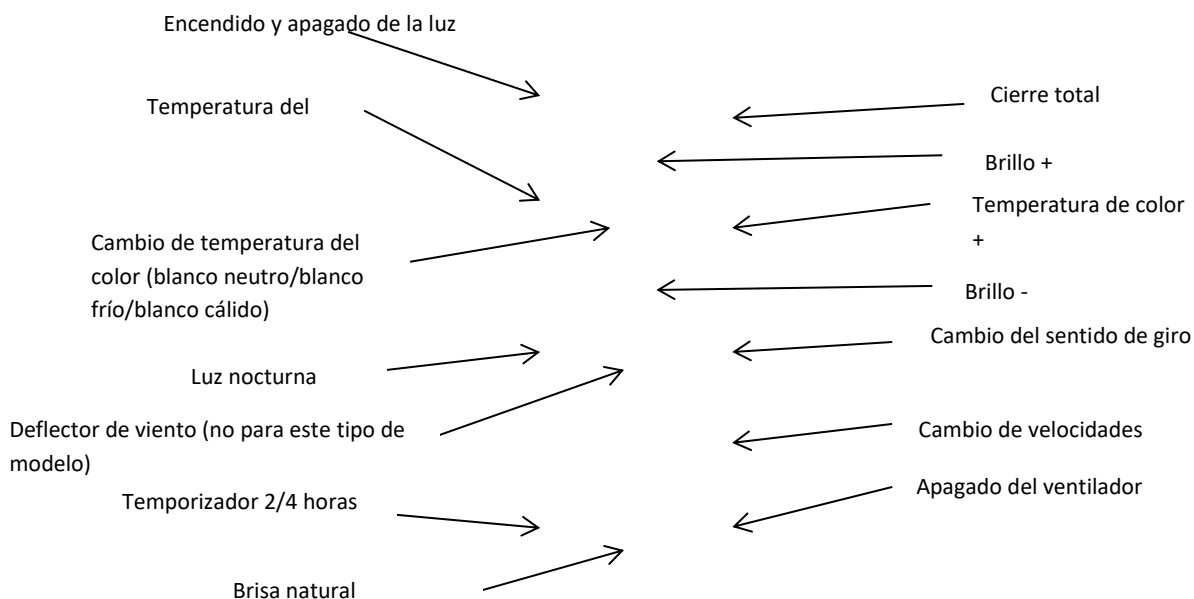 Encendido y apagado de la luz
Temperatura del
Cambio de temperatura del
color (blanco neutro/blanco
frío/blanco cálido)
Luz nocturna
Deflector de viento (no para este tipo de
modelo)
Temporizador 2/4 horas
Brisa natural
Cierre total
Brillo +
Temperatura de color
+
Brillo -
Cambio del sentido de giro
Cambio de velocidades
Apagado del ventilador